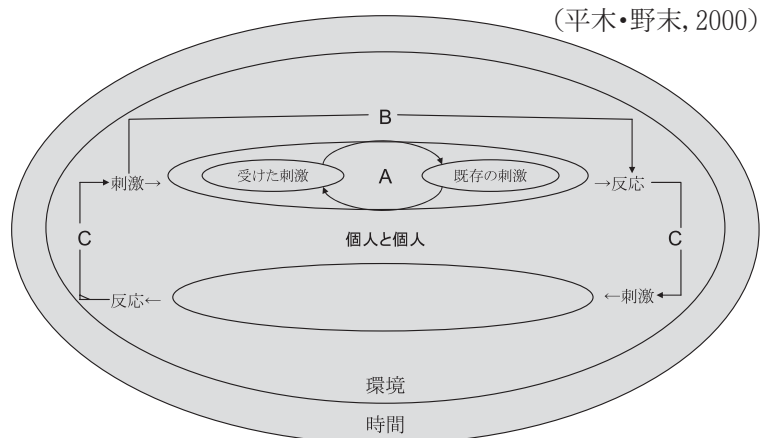 (平木・野末, 2000)
B
刺激→
受けた刺激
A
既存の刺激
→反応
C
個人と個人
C
反応←
←刺激
環境
時間